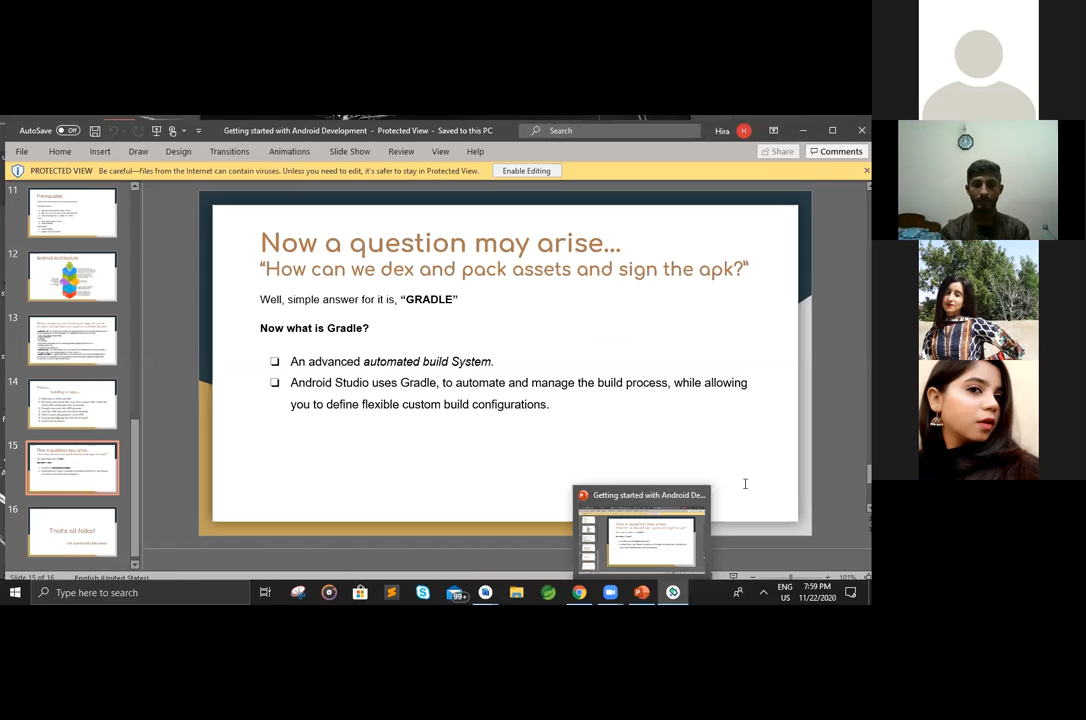 AutoSave Off
Getting started with Android Development - Protected View - Saved to this PC
Search
Hira H
File Home Insert Draw Design Transitions Animations Slide Show Review View Help
Share Comments
PROTECTED VIEW Be careful—files from the Internet can contain viruses. Unless you need to edit, it's safer to stay in Protected View. Enable Editing
11
Prerequisites
12
Android Architecture
13
14
15
Now a question may arise...
16
That's all folks!!
Now a question may arise...
“How can we dex and pack assets and sign the apk?”
Well, simple answer for it is, “GRADLE”
Now what is Gradle?
❑ An advanced automated build System.
❑ Android Studio uses Gradle, to automate and manage the build process, while allowing
you to define flexible custom build configurations.
Getting started with Android De...
Slide 15 of 16 English (United States) 101%
Type here to search
99+
ENG
US
7:59 PM
11/22/2020